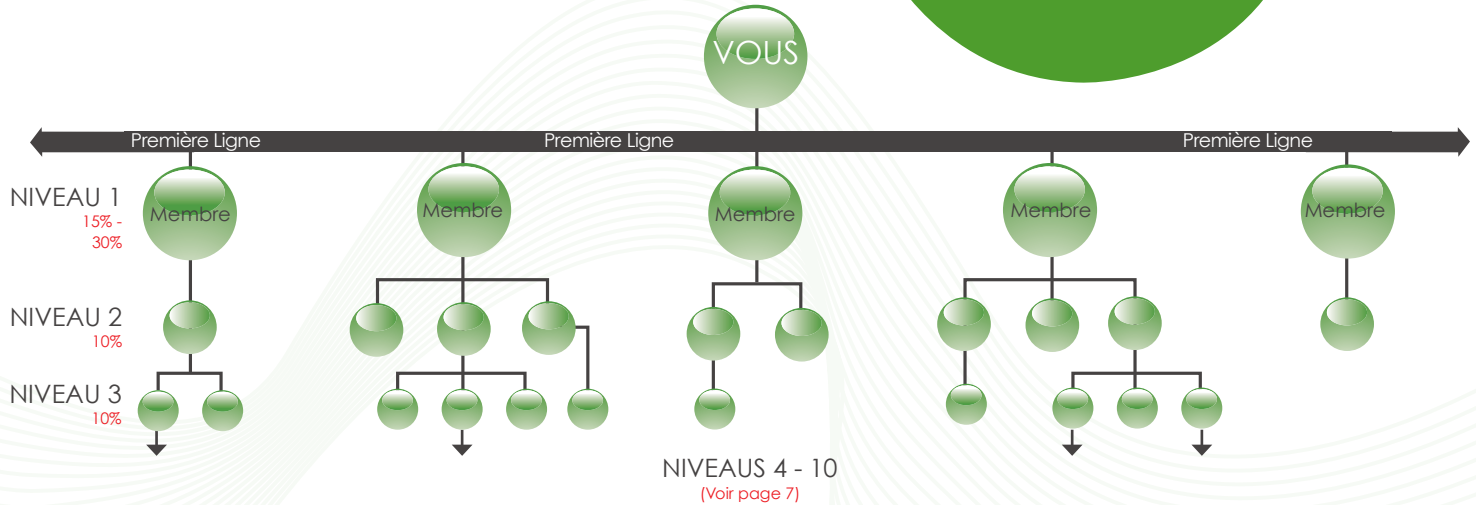 VOUS
Première Ligne Première Ligne Première Ligne
NIVEAU 1
15% -
30%
Membre Membre Membre Membre Membre
NIVEAU 2
10%
NIVEAU 3
10%
NIVEAUS 4 - 10
(Voir page 7)